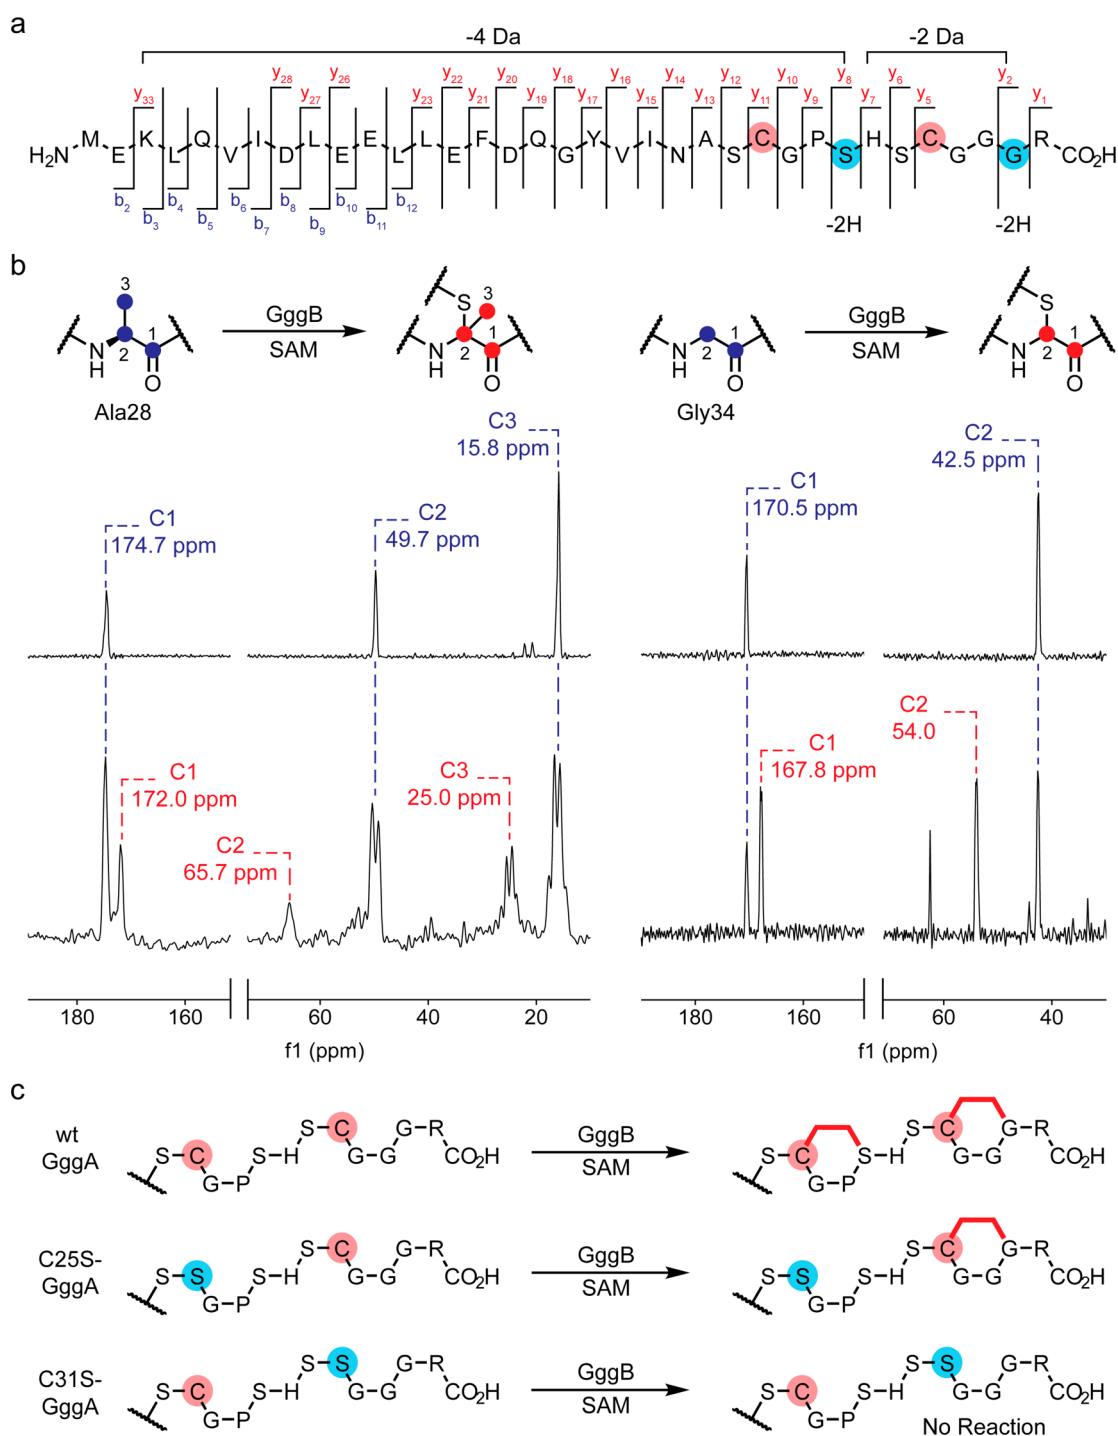 a
-4 Da -2 Da
y28 y26 y22 y20 y18 y16 y14 y12 y10 y8 y6 y2
y33 y27 y23 y21 y19 y17 y15 y13 y11 y9 y7 y5 y1
H2N M E K L Q V I D L E E L L E F D Q G Y V I N A S C G P S H S C G G G R CO2H
b2 b4 b6 b8 b10 b12
b3 b5 b7 b9 b11
-2H -2H
b
3
N
H
2
1
O
Ala28
GggB
SAM
S
3
N
H
2
1
O
N
H
2
1
O
Gly34
GggB
SAM
S
N
H
2
1
O
C1
174.7 ppm
C2
49.7 ppm
C3
15.8 ppm
C1
170.5 ppm
C2
42.5 ppm
C1
172.0 ppm
C2
65.7 ppm
C3
25.0 ppm
C1
167.8 ppm
C2
54.0
180 160 60 40 20
f1 (ppm)
180 160 60 40
f1 (ppm)
c
wt
GggA
S C G P S H S C G G G R CO2H
GggB
SAM
S C G P S H S C G G G R CO2H
C25S-
GggA
S S G P S H S C G G G R CO2H
GggB
SAM
S S G P S H S C G G G R CO2H
C31S-
GggA
S C G P S H S S G G G R CO2H
GggB
SAM
S C G P S H S S G G G R CO2H
No Reaction